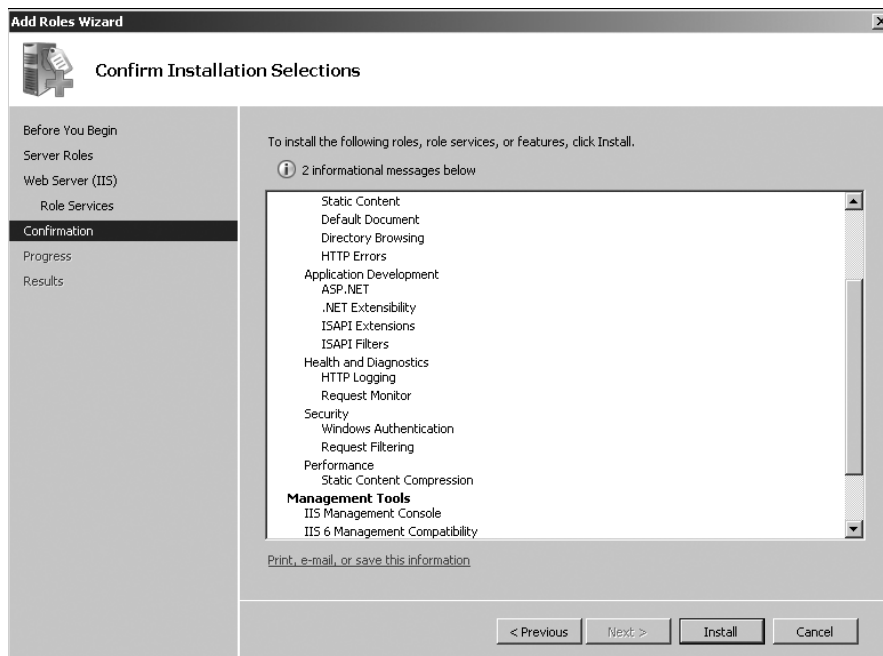 Add Roles Wizard
Confirm Installation Selections
Before You Begin
Server Roles
Web Server (IIS)
Role Services
Confirmation
Progress
Results
To install the following roles, role services, or features, click Install.
2 informational messages below
Static Content
Default Document
Directory Browsing
HTTP Errors
Application Development
ASP.NET
.NET Extensibility
ISAPI Extensions
ISAPI Filters
Health and Diagnostics
HTTP Logging
Request Monitor
Security
Windows Authentication
Request Filtering
Performance
Static Content Compression
Management Tools
IIS Management Console
IIS 6 Management Compatibility
Print, e-mail, or save this information
< Previous
Next >
Install
Cancel